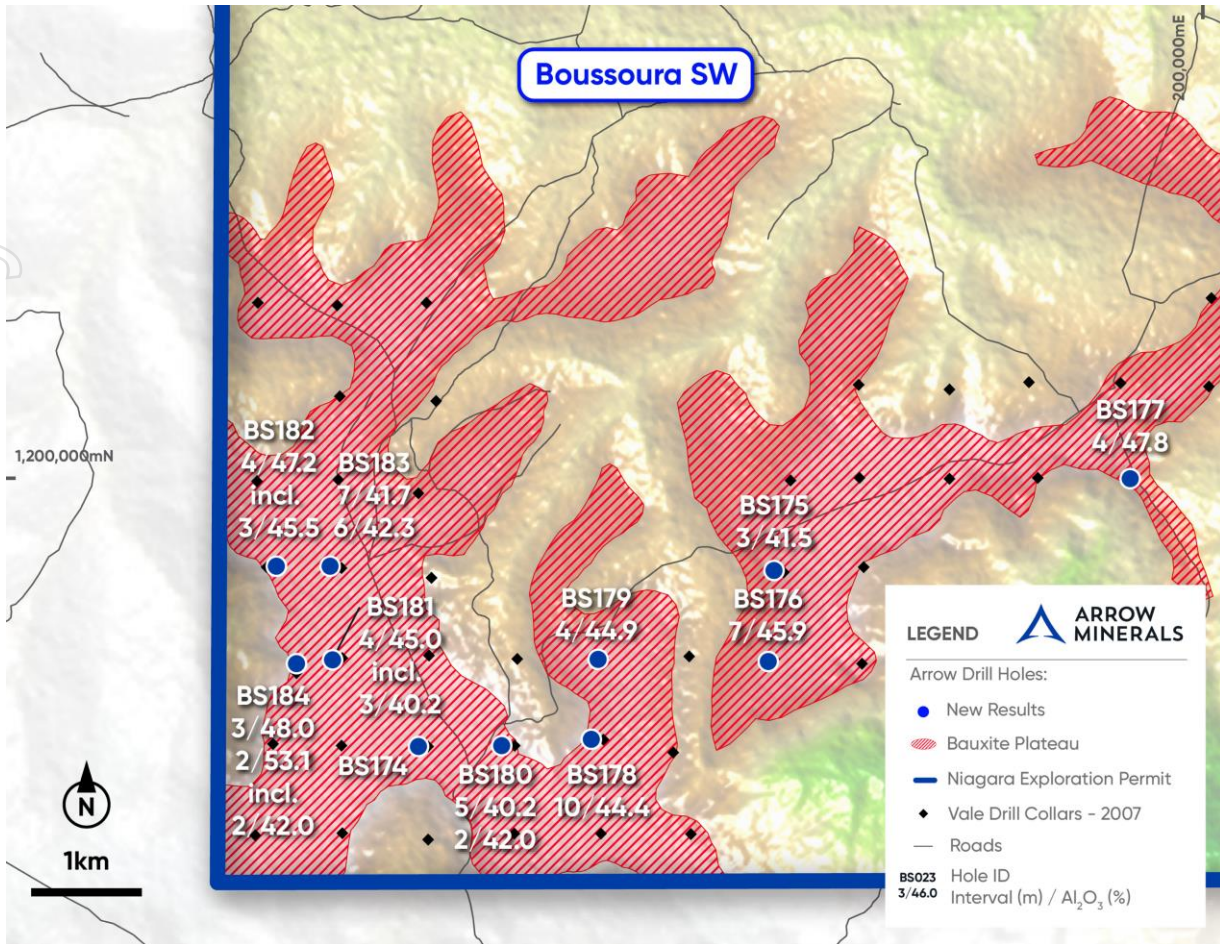 Boussoura SW
200,000mE
1,200,000mN
BS177
4/47.8
BS182
4/47.2
incl.
3/45.5
BS183
7/41.7
6/42.3
BS175
3/41.5
BS181
4/45.0
incl.
3/40.2
BS179
4/44.9
BS176
7/45.9
BS184
3/48.0
2/53.1
incl.
2/42.0
BS174
BS180
5/40.2
2/42.0
BS178
10/44.4
N
1km
LEGEND
ARROW
MINERALS
Arrow Drill Holes:
New Results
Bauxite Plateau
Niagara Exploration Permit
Vale Drill Collars - 2007
Roads
BS023 Hole ID
3/46.0 Interval (m) / Al₂O₃ (%)